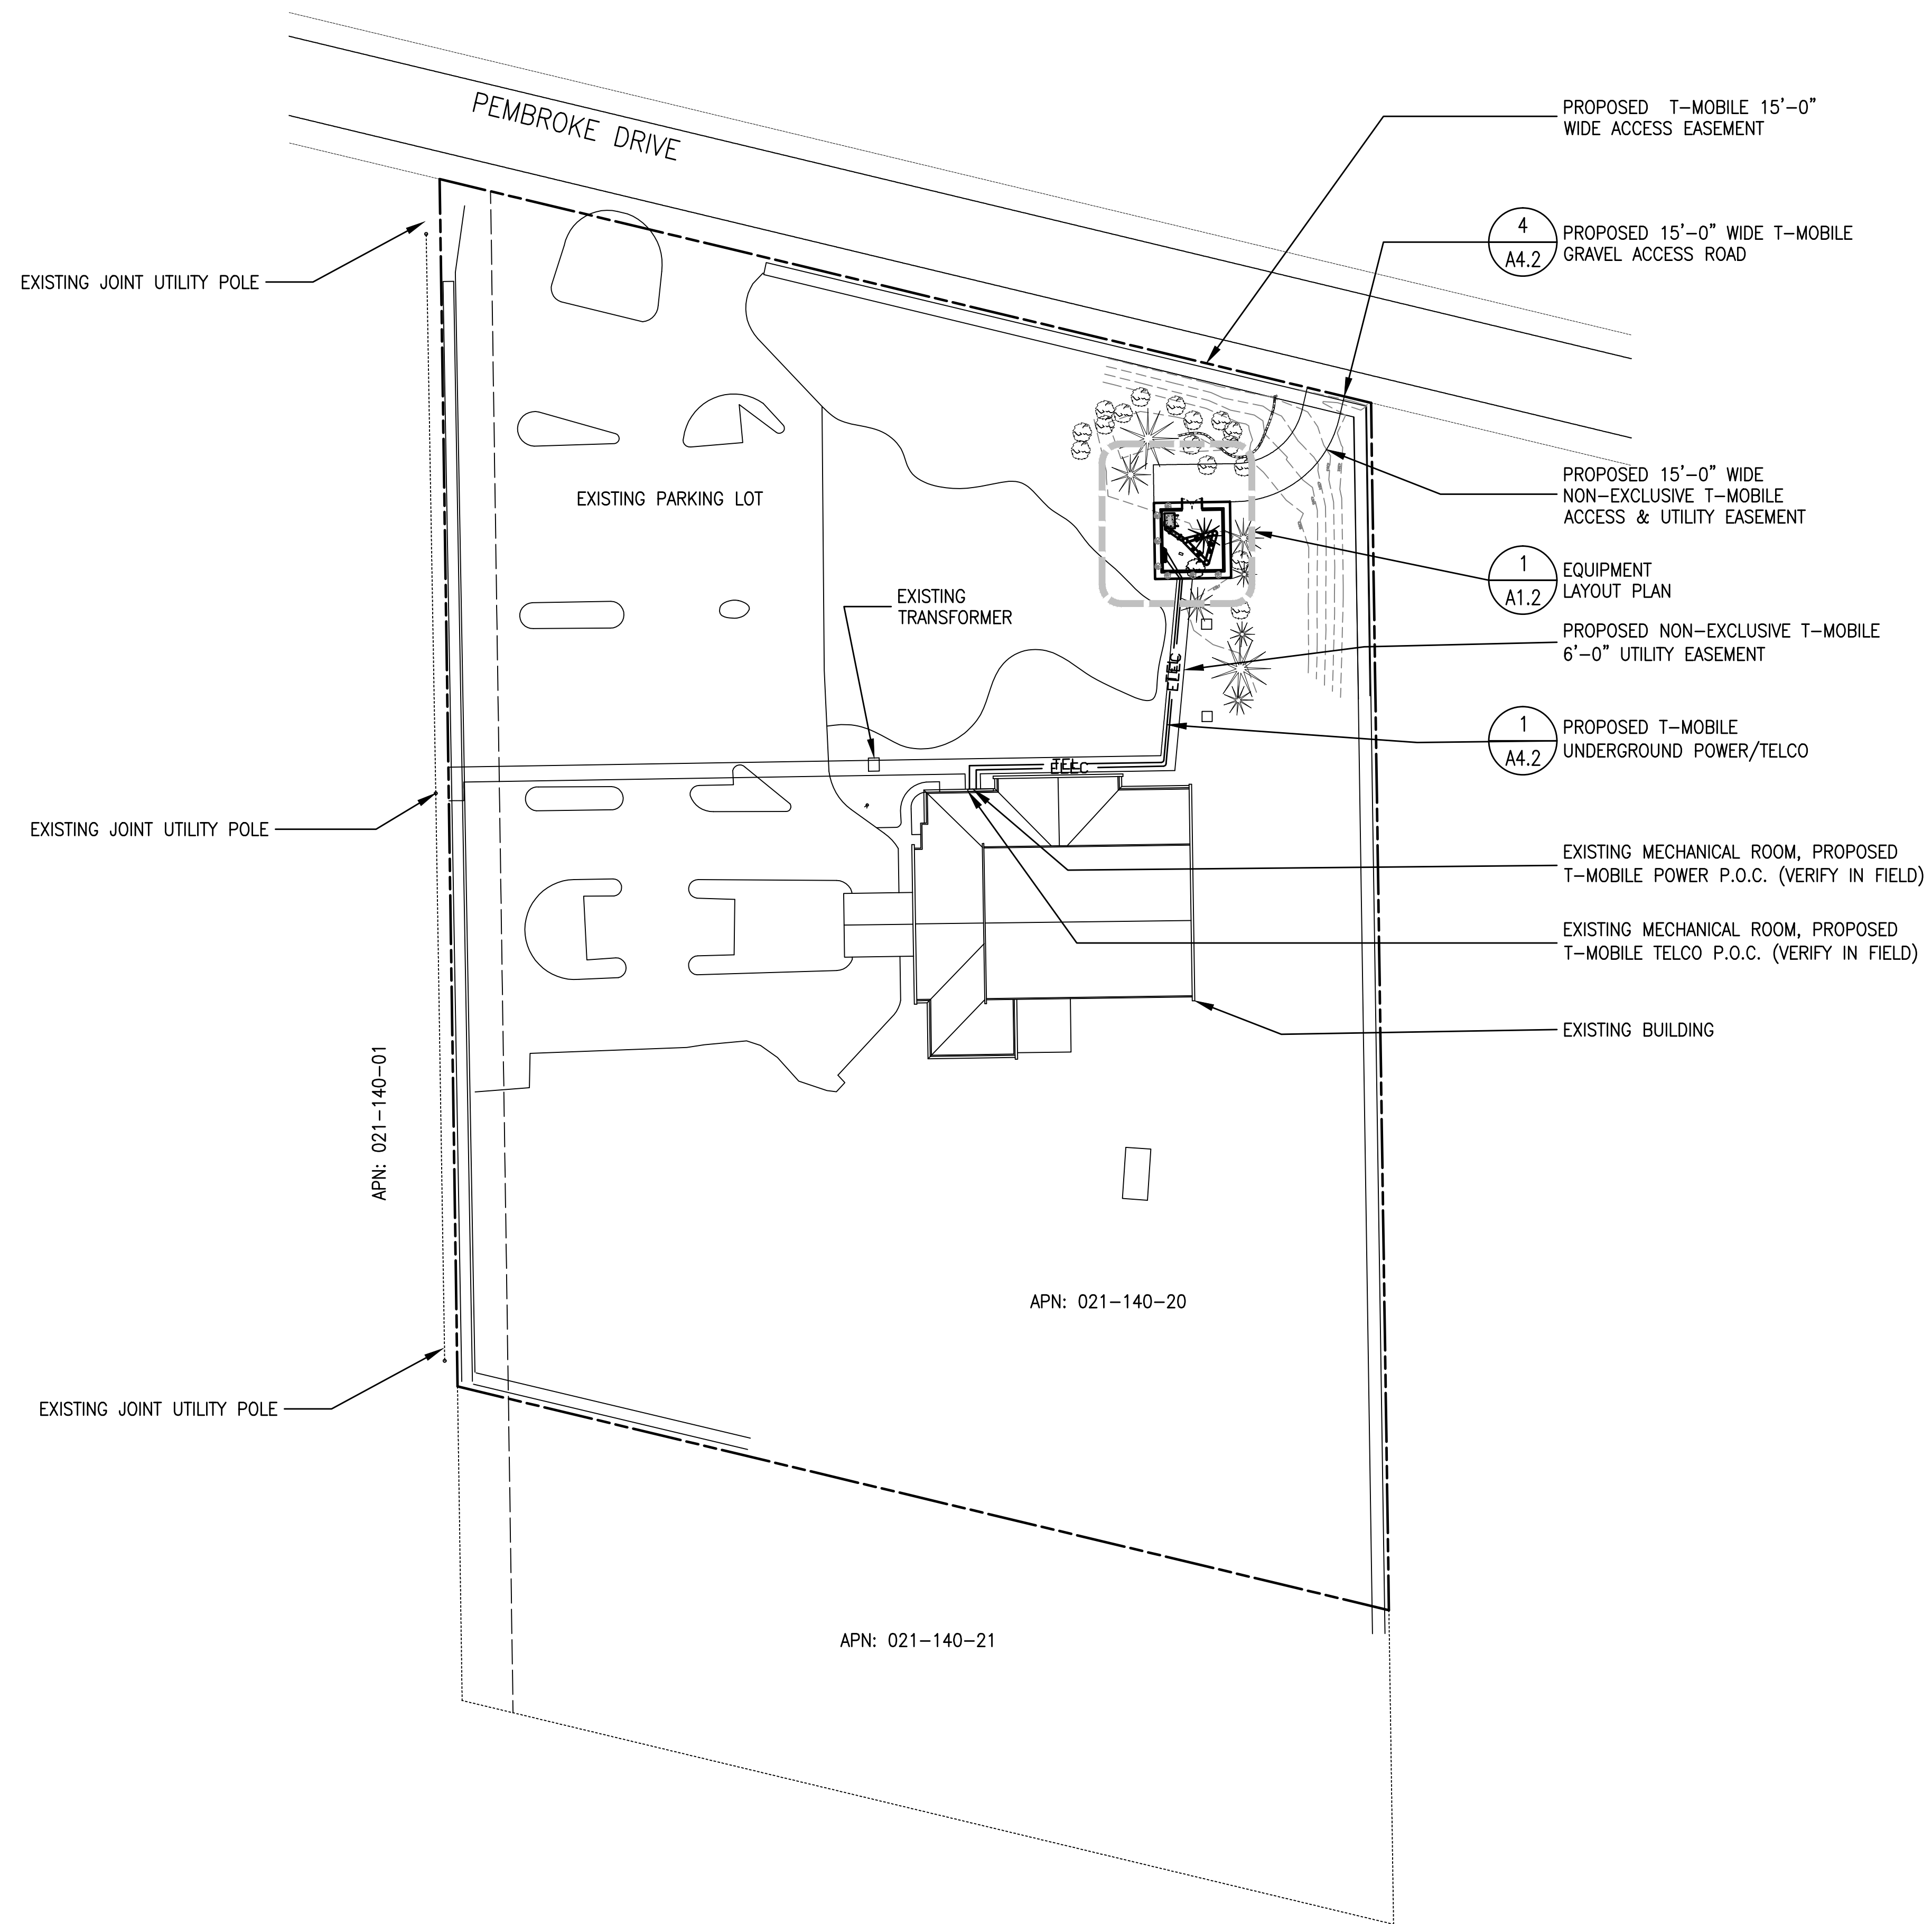 PEMBROKE DRIVE
PROPOSED T-MOBILE 15'-0"
WIDE ACCESS EASEMENT
4
A4.2
PROPOSED 15'-0" WIDE T-MOBILE
GRAVEL ACCESS ROAD
EXISTING JOINT UTILITY POLE
PROPOSED 15'-0" WIDE
NON-EXCLUSIVE T-MOBILE
ACCESS & UTILITY EASEMENT
EXISTING PARKING LOT
1
A1.2
EQUIPMENT
LAYOUT PLAN
EXISTING
TRANSFORMER
PROPOSED NON-EXCLUSIVE T-MOBILE
6'-0" UTILITY EASEMENT
TEL
ELEC
1
A4.2
PROPOSED T-MOBILE
UNDERGROUND POWER/TELCO
TEL
ELEC
EXISTING JOINT UTILITY POLE
EXISTING MECHANICAL ROOM, PROPOSED
T-MOBILE POWER P.O.C. (VERIFY IN FIELD)
EXISTING MECHANICAL ROOM, PROPOSED
T-MOBILE TELCO P.O.C. (VERIFY IN FIELD)
EXISTING BUILDING
APN: 021-140-01
APN: 021-140-20
EXISTING JOINT UTILITY POLE
APN: 021-140-21